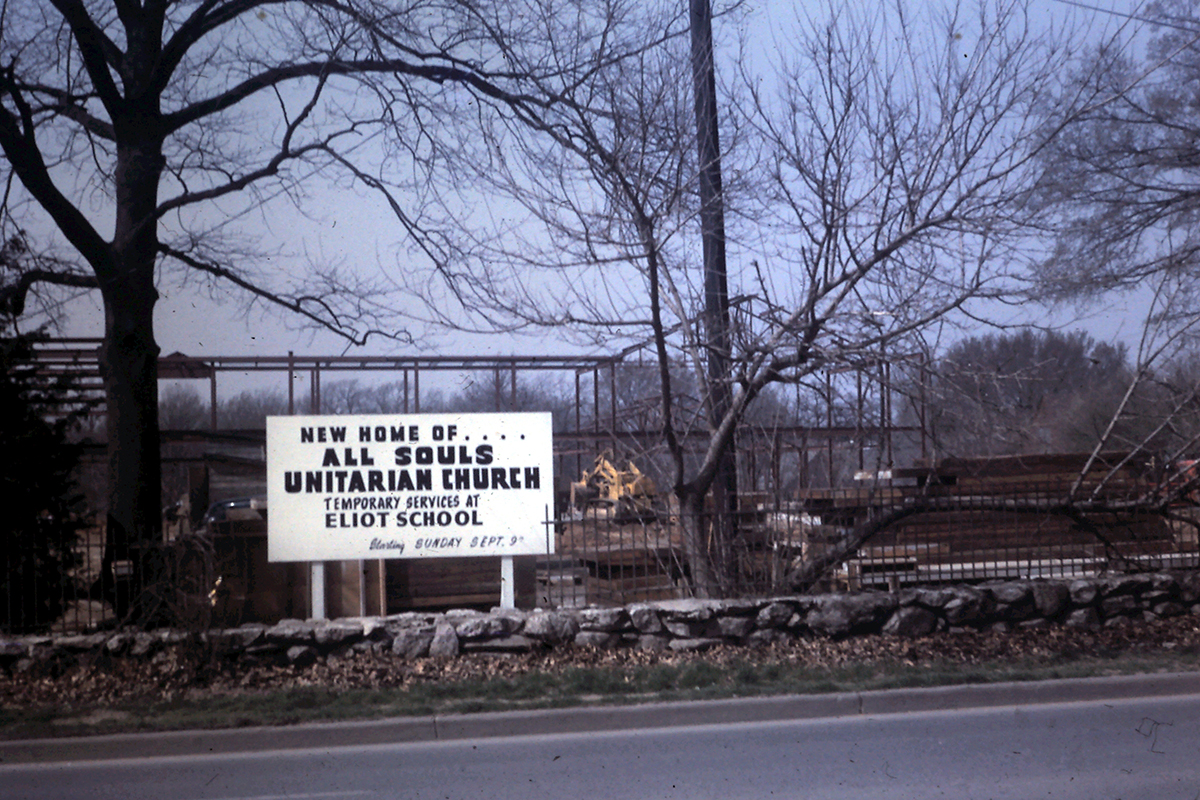 NEW HOME OF....
ALL SOULS
UNITARIAN CHURCH
TEMPORARY SERVICES AT
ELIOT SCHOOL
Starting SUNDAY SEPT. 9th